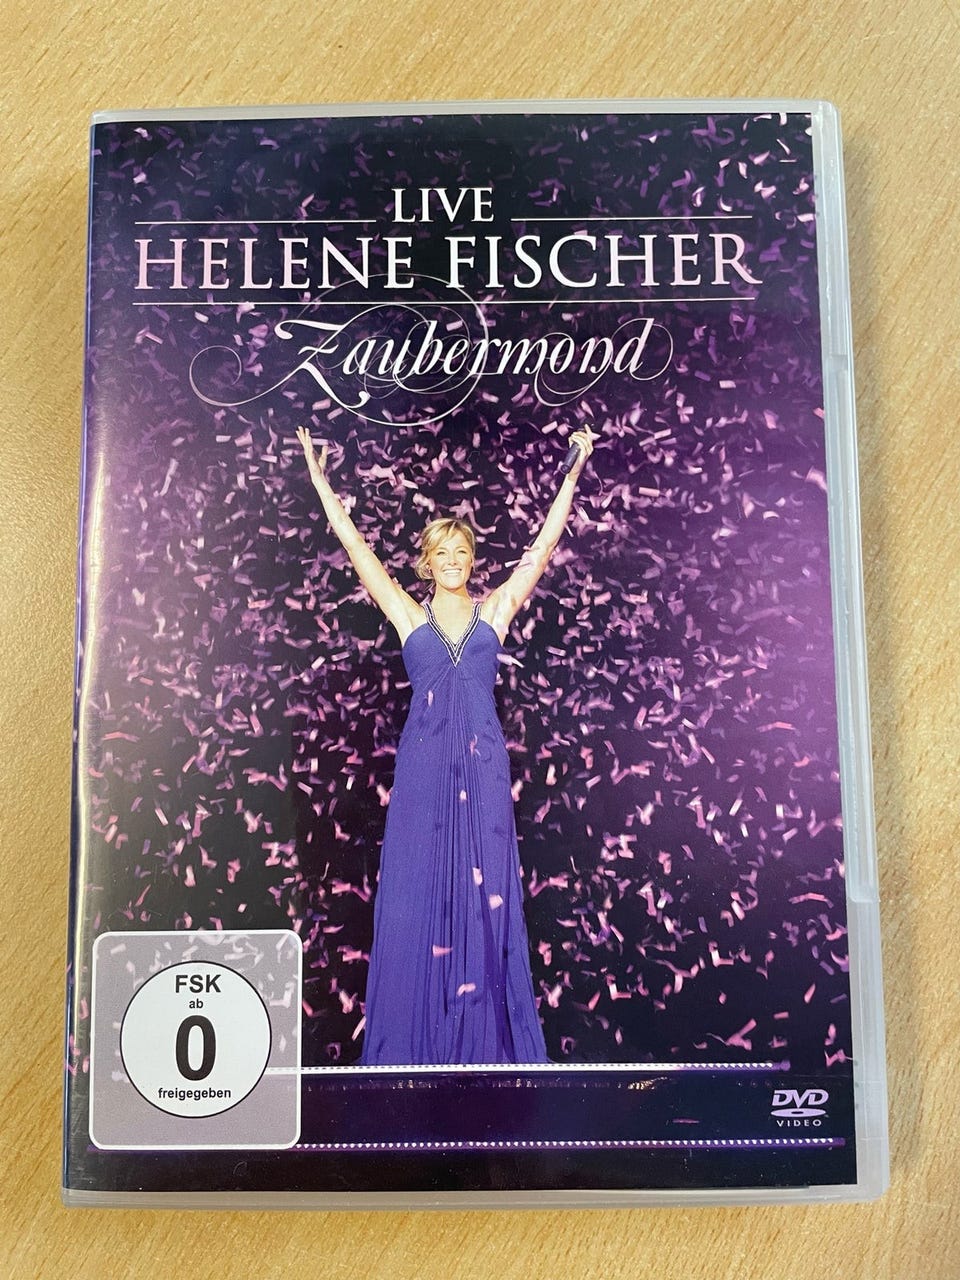 LIVE
HELENE FISCHER
Zaubermond
FSK
ab
0
freigegeben
DVD
VIDEO